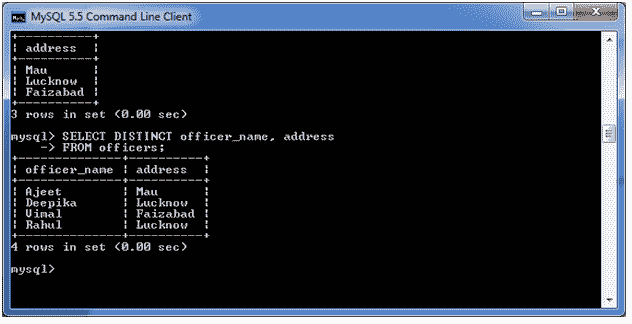 MySQL 5.5 Command Line Client
+-----------+
| address   |
+-----------+
| Mau       |
| Lucknow   |
| Faizabad  |
+-----------+
3 rows in set (0.00 sec)
mysql> SELECT DISTINCT officer_name, address
    -> FROM officers;
+--------------+-----------+
| officer_name | address   |
+--------------+-----------+
| Ajeet        | Mau       |
| Deepika      | Lucknow   |
| Vimal        | Faizabad  |
| Rahul        | Lucknow   |
+--------------+-----------+
4 rows in set (0.00 sec)
mysql>